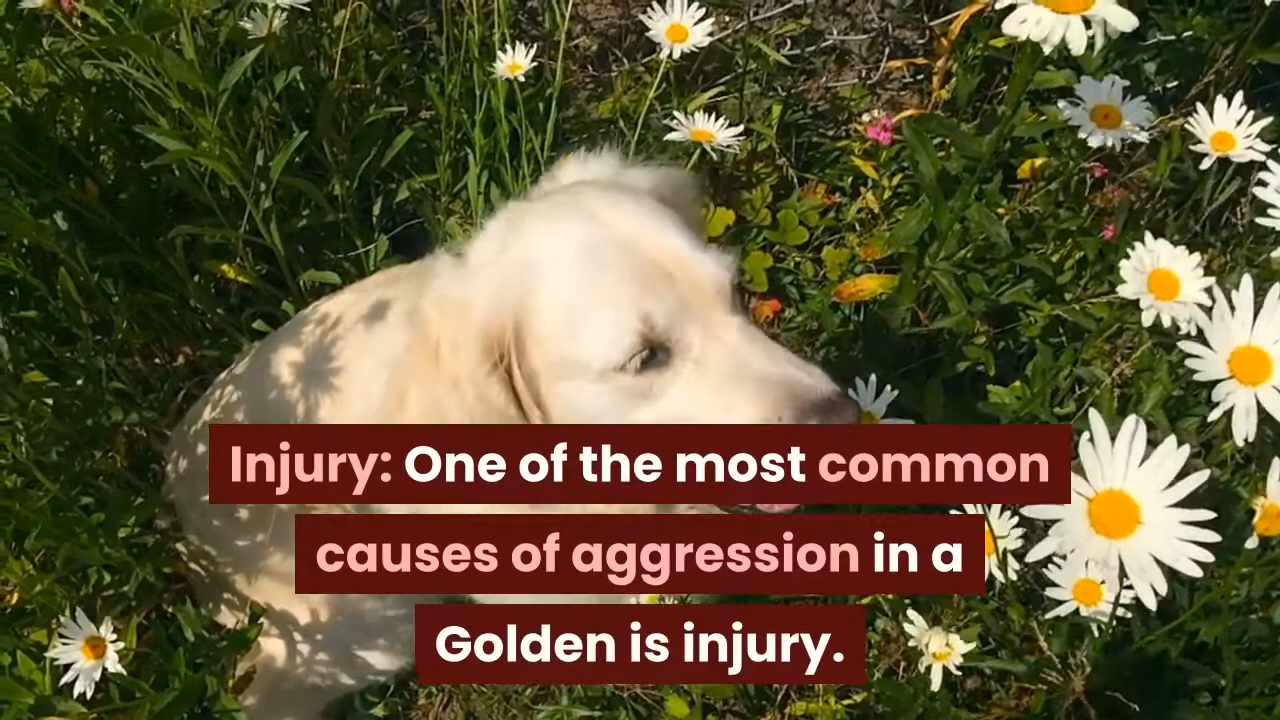 Injury: One of the most common
causes of aggression in a
Golden is injury.